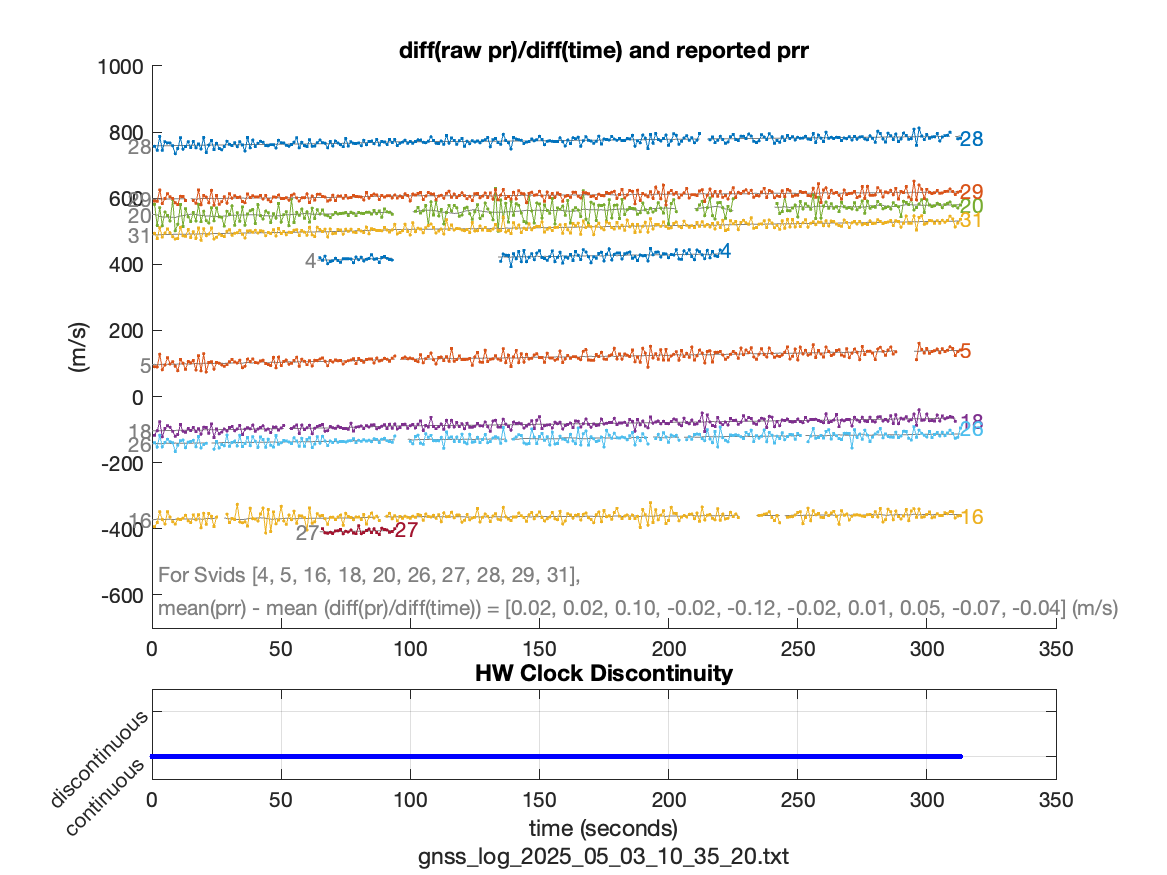 diff(raw pr)/diff(time) and reported prr
(m/s)
1000
800
600
400
200
0
-200
-400
-600
28 28
29 29
20 20
31 31
4 4
5 5
18 18
26 26
16 16
27 27
For Svids [4, 5, 16, 18, 20, 26, 27, 28, 29, 31],
mean(prr) - mean (diff(pr)/diff(time)) = [0.02, 0.02, 0.10, -0.02, -0.12, -0.02, 0.01, 0.05, -0.07, -0.04] (m/s)
0 50 100 150 200 250 300 350
HW Clock Discontinuity
discontinuous
continuous
0 50 100 150 200 250 300 350
time (seconds)
gnss_log_2025_05_03_10_35_20.txt